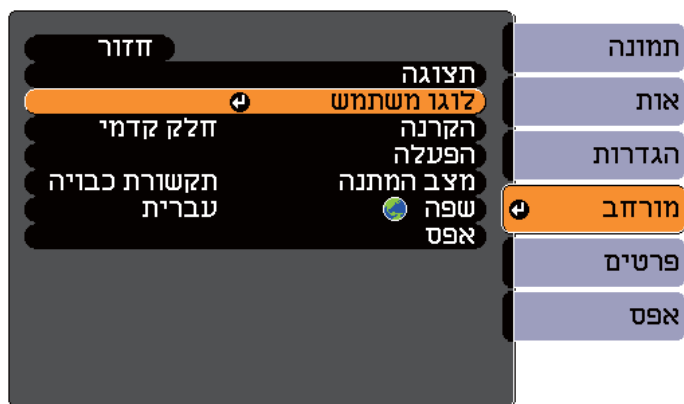 תמונה
אות
הגדרות
מורחב
פרטים
אפס
חזור
תצוגה
לוגו משתמש
הקרנה חלק קדמי
הפעלה
מצב המתנה תקשורת כבויה
שפה עברית
אפס